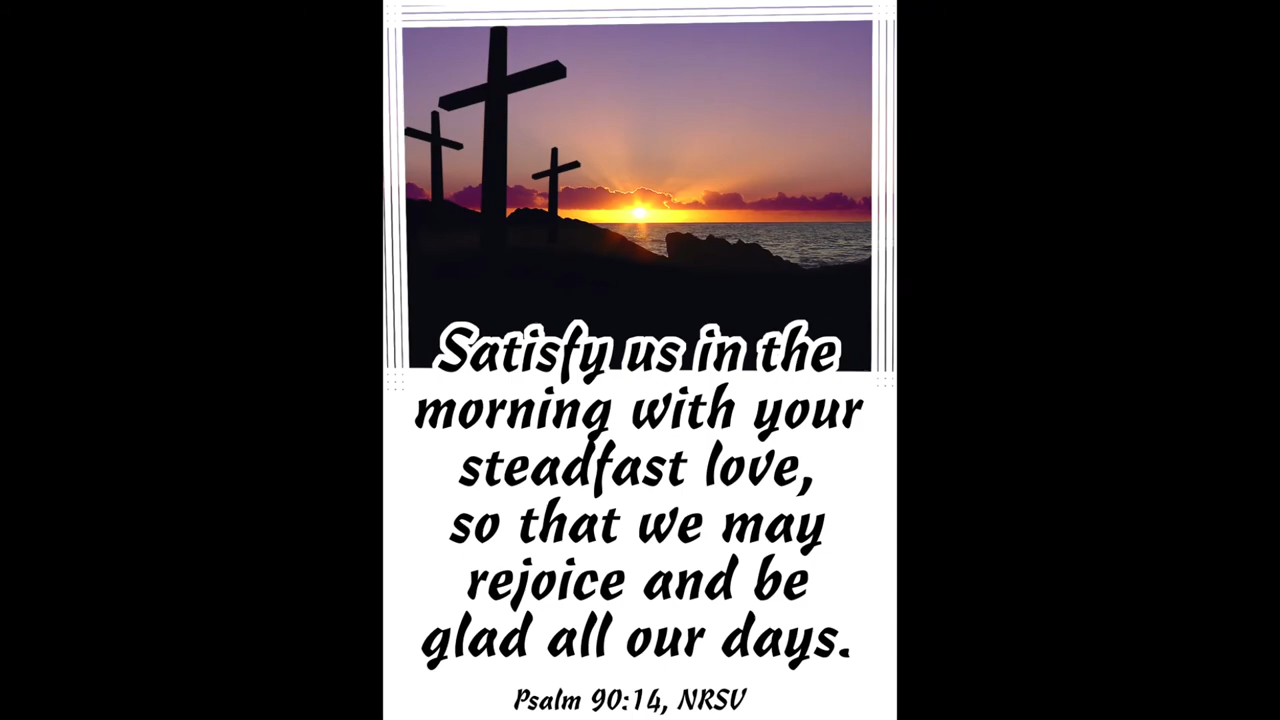 Satisfy us in the
morning with your
steadfast love,
so that we may
rejoice and be
glad all our days.
Psalm 90:14, NRSV